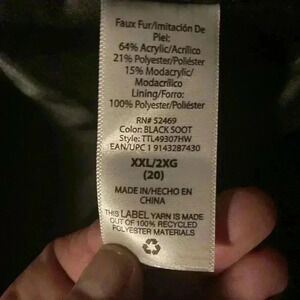 Faux Fur/Imitación De
Piel:
64% Acrylic/Acrílico
21% Polyester/Poliéster
15% Modacrylic/
Modacrílico
Lining/Forro:
100% Polyester/Poliéster
RN# 52469
Color: BLACK SOOT
Style: TTL49307HW
EAN/UPC 1 9143287430
XXL/2XG
(20)
MADE IN/HECHO EN
CHINA
THIS LABEL YARN IS MADE
OUT OF 100% RECYCLED
POLYESTER MATERIALS